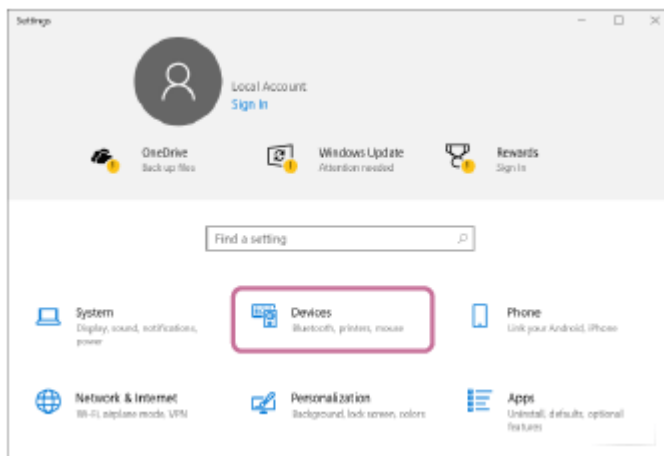 Settings
Local Account
Sign In
OneDrive
Back up files
Windows Update
Attention needed
Rewards
Sign In
Find a setting
System
Display, sound, notifications,
power
Devices
Bluetooth, printers, mouse
Phone
Link your Android, iPhone
Network & Internet
Wi-Fi, airplane mode, VPN
Personalization
Background, lock screen, colors
Apps
Uninstall, defaults, optional
features